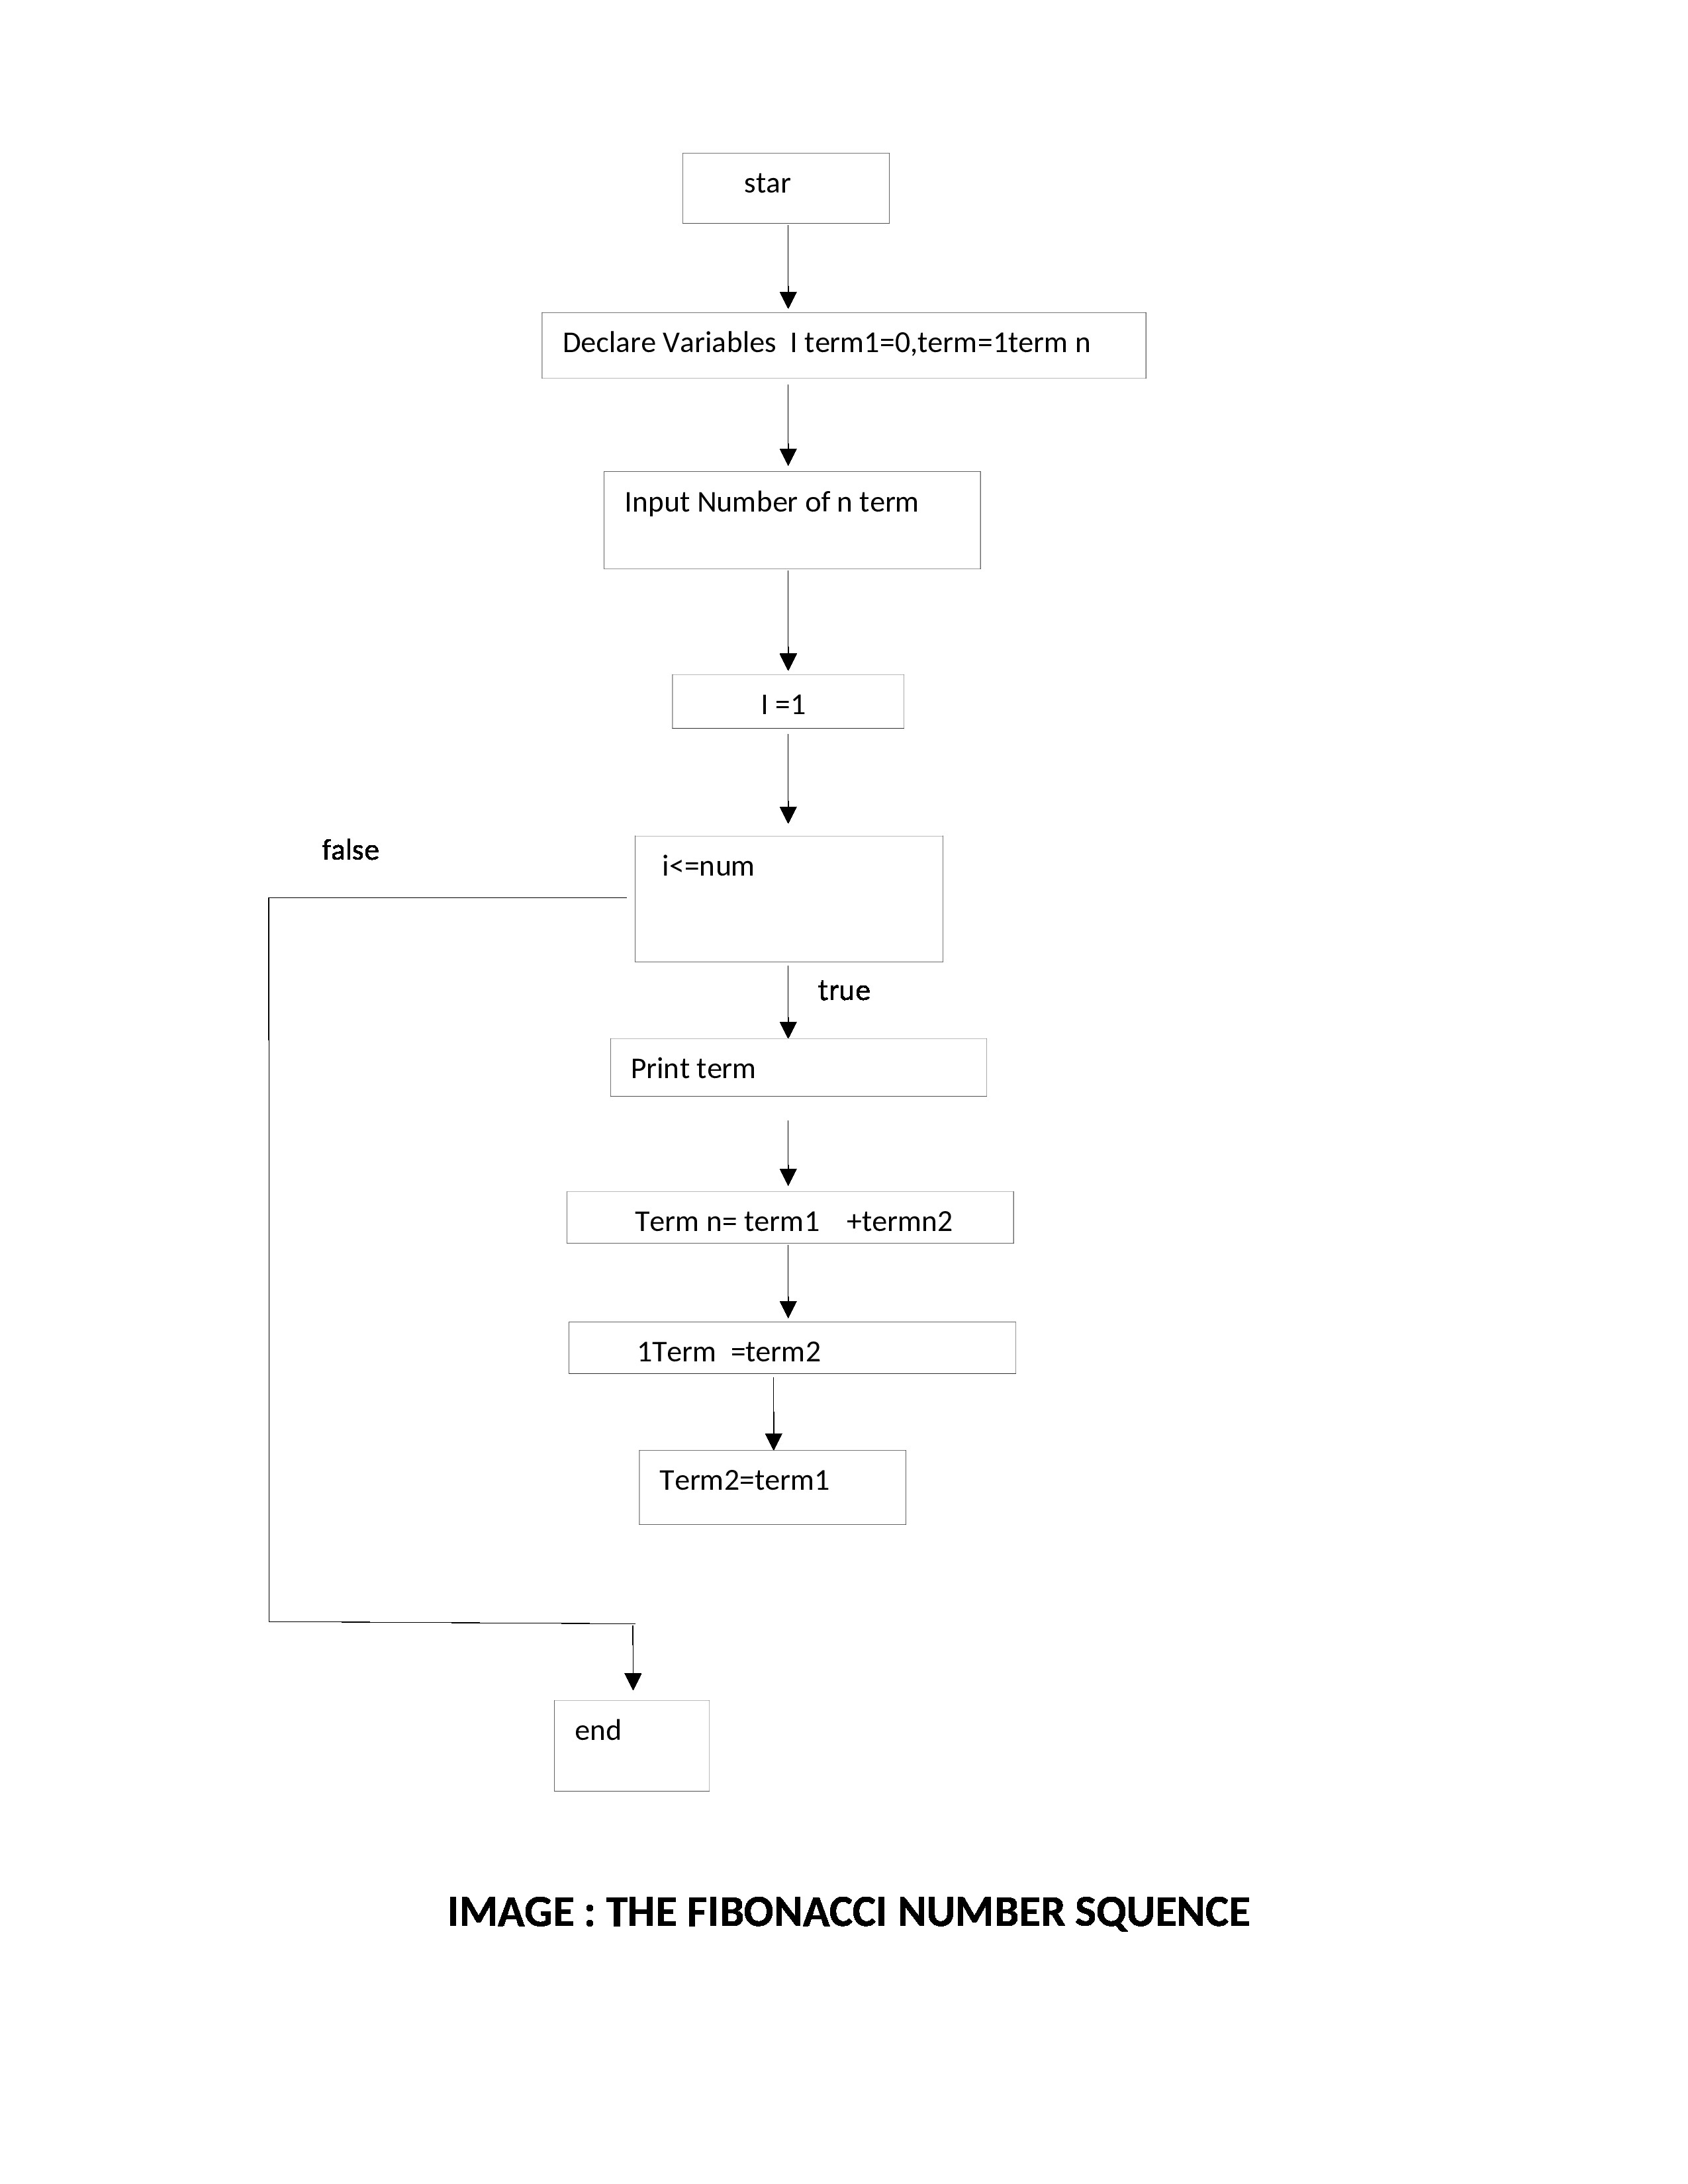 star
Declare Variables  I term1=0,term=1term n
Input Number of n term
I =1
false
i<=num
true
Print term
Term n= term1    +termn2
1Term  =term2
Term2=term1
end
IMAGE : THE FIBONACCI NUMBER SQUENCE